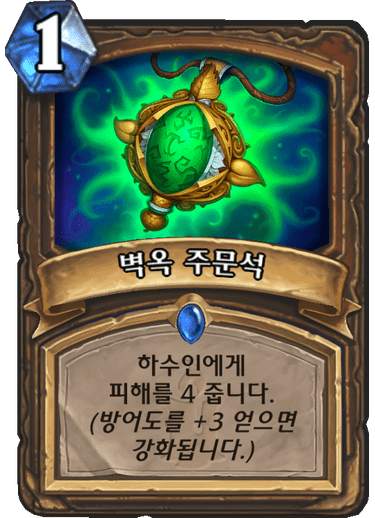 1
벽옥 주문석
하수인에게
피해를 4 줍니다.
(방어도를 +3 얻으면
강화됩니다.)